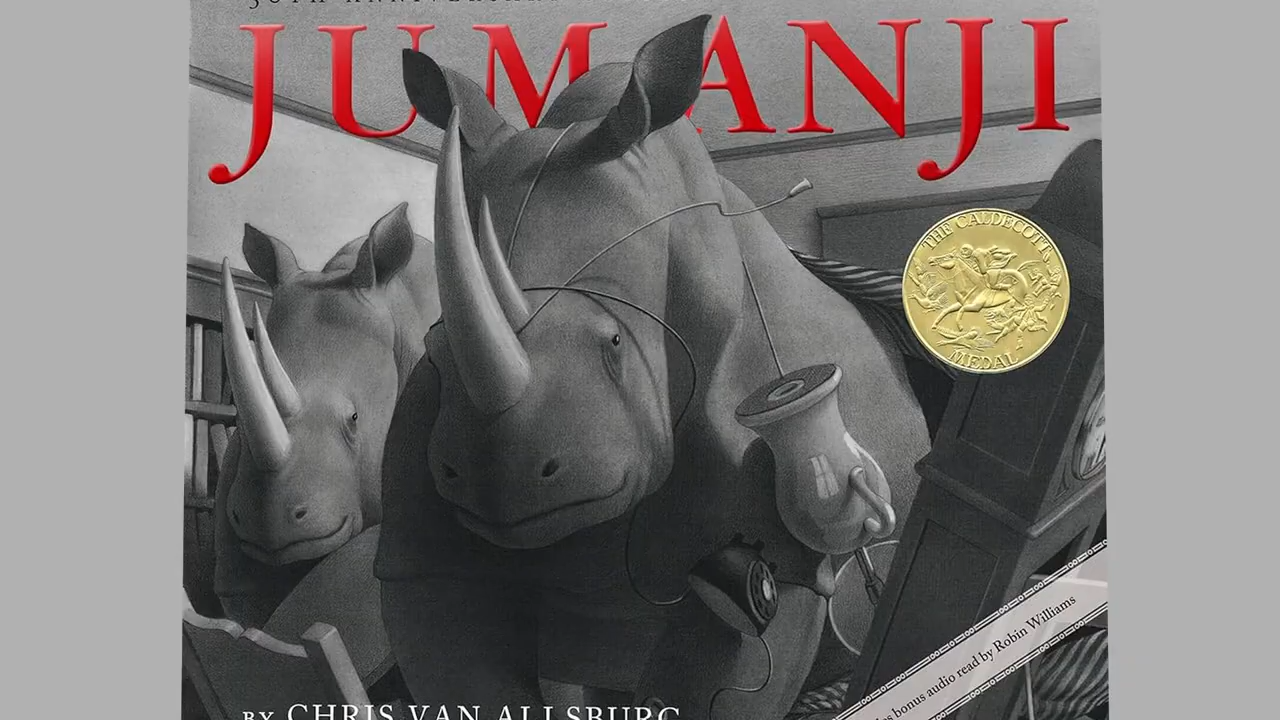 JUMANJI
THE CALDECOTT
MEDAL
bonus audio read by Robin Williams
BY CHRIS VAN ALLSBURG